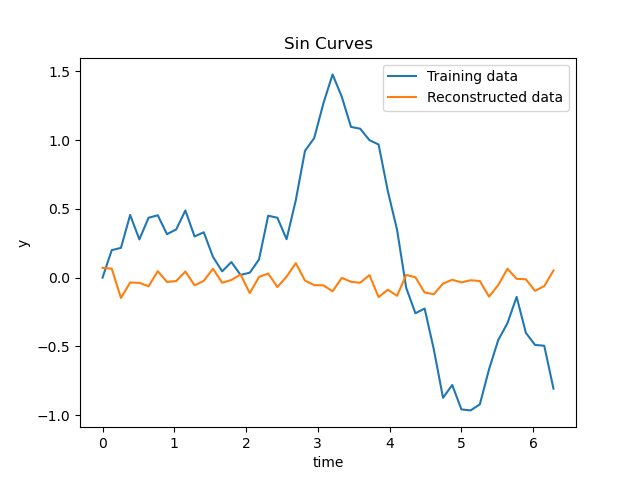 Sin Curves
Training data
Reconstructed data
1.5
1.0
0.5
0.0
−0.5
−1.0
y
0 1 2 3 4 5 6
time